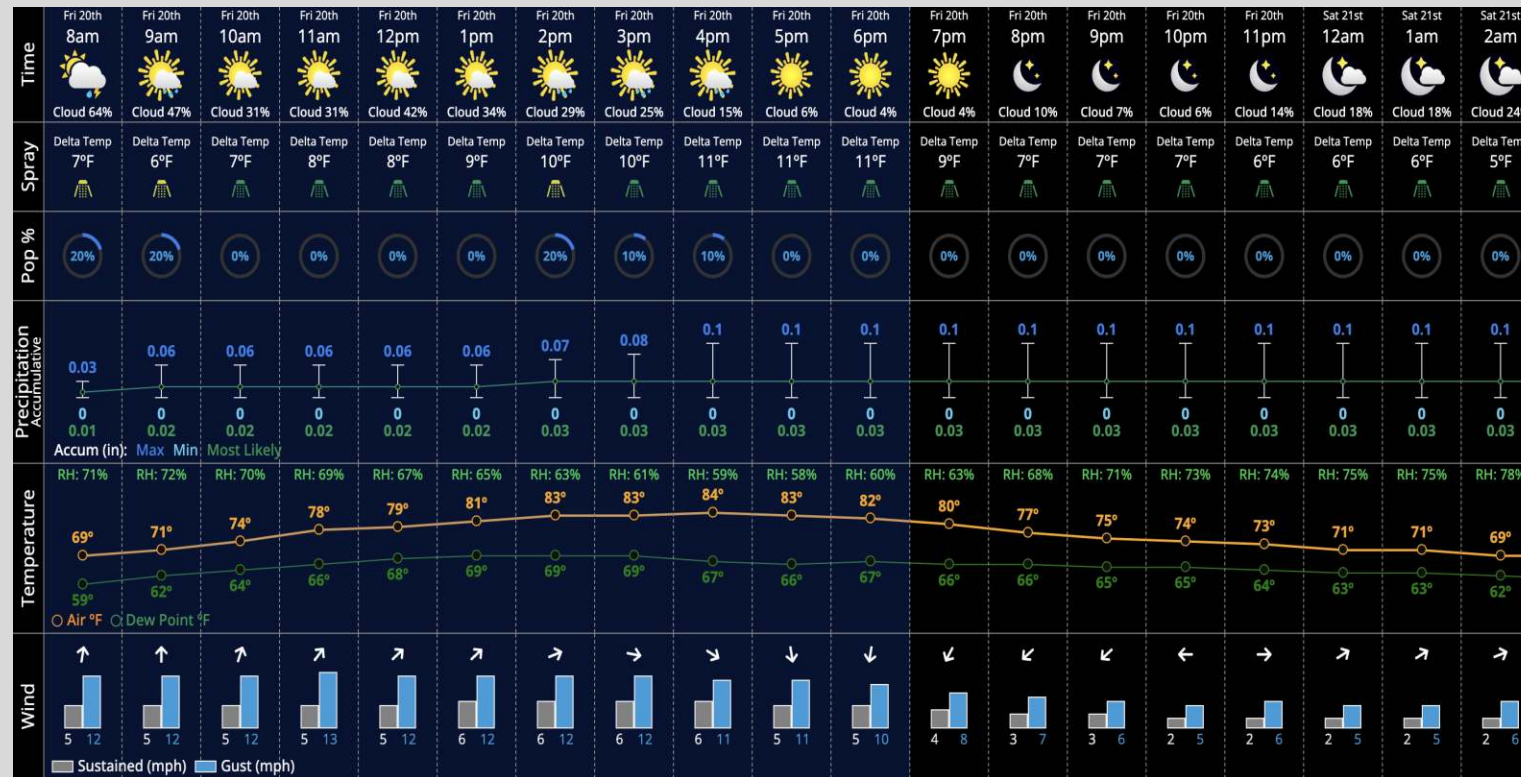 Fri 20th Fri 20th Fri 20th Fri 20th Fri 20th Fri 20th Fri 20th Fri 20th Fri 20th Fri 20th Fri 20th Fri 20th Fri 20th Fri 20th Fri 20th Fri 20th Sat 21st Sat 21st Sat 21st
Time 8am 9am 10am 11am 12pm 1pm 2pm 3pm 4pm 5pm 6pm 7pm 8pm 9pm 10pm 11pm 12am 1am 2am
Cloud 64% Cloud 47% Cloud 31% Cloud 31% Cloud 42% Cloud 34% Cloud 29% Cloud 25% Cloud 15% Cloud 6% Cloud 4% Cloud 4% Cloud 10% Cloud 7% Cloud 6% Cloud 14% Cloud 18% Cloud 18% Cloud 24%
Delta Temp Delta Temp Delta Temp Delta Temp Delta Temp Delta Temp Delta Temp Delta Temp Delta Temp Delta Temp Delta Temp Delta Temp Delta Temp Delta Temp Delta Temp Delta Temp Delta Temp Delta Temp Delta Tem
Spray 7°F 6°F 7°F 8°F 8°F 9°F 10°F 10°F 11°F 11°F 11°F 9°F 7°F 7°F 7°F 6°F 6°F 6°F 5°F
Pop % 20% 20% 0% 0% 0% 0% 20% 10% 10% 0% 0% 0% 0% 0% 0% 0% 0% 0% 0%
Precipitation
Accumulative
0.03 0.06 0.06 0.06 0.06 0.06 0.07 0.08 0.1 0.1 0.1 0.1 0.1 0.1 0.1 0.1 0.1 0.1 0.1
0 0 0 0 0 0 0 0 0 0 0 0 0 0 0 0 0 0 0
0.01 0.02 0.02 0.02 0.02 0.02 0.03 0.03 0.03 0.03 0.03 0.03 0.03 0.03 0.03 0.03 0.03 0.03 0.03
Accum (in): Max Min Most Likely
Temperature
RH: 71% RH: 72% RH: 70% RH: 69% RH: 67% RH: 65% RH: 63% RH: 61% RH: 59% RH: 58% RH: 60% RH: 63% RH: 68% RH: 71% RH: 73% RH: 74% RH: 75% RH: 75% RH: 78%
69° 71° 74° 78° 79° 81° 83° 83° 84° 83° 82° 80° 77° 75° 74° 73° 71° 71° 69°
59° 62° 64° 66° 68° 69° 69° 69° 67° 66° 67° 66° 66° 65° 65° 64° 63° 63° 62°
Air °F Dew Point °F
Wind
5 12 5 12 5 12 5 13 5 12 6 12 6 12 6 12 6 11 5 11 5 10 4 8 3 7 3 6 2 5 2 6 2 5 2 5 2 6
Sustained (mph) Gust (mph)